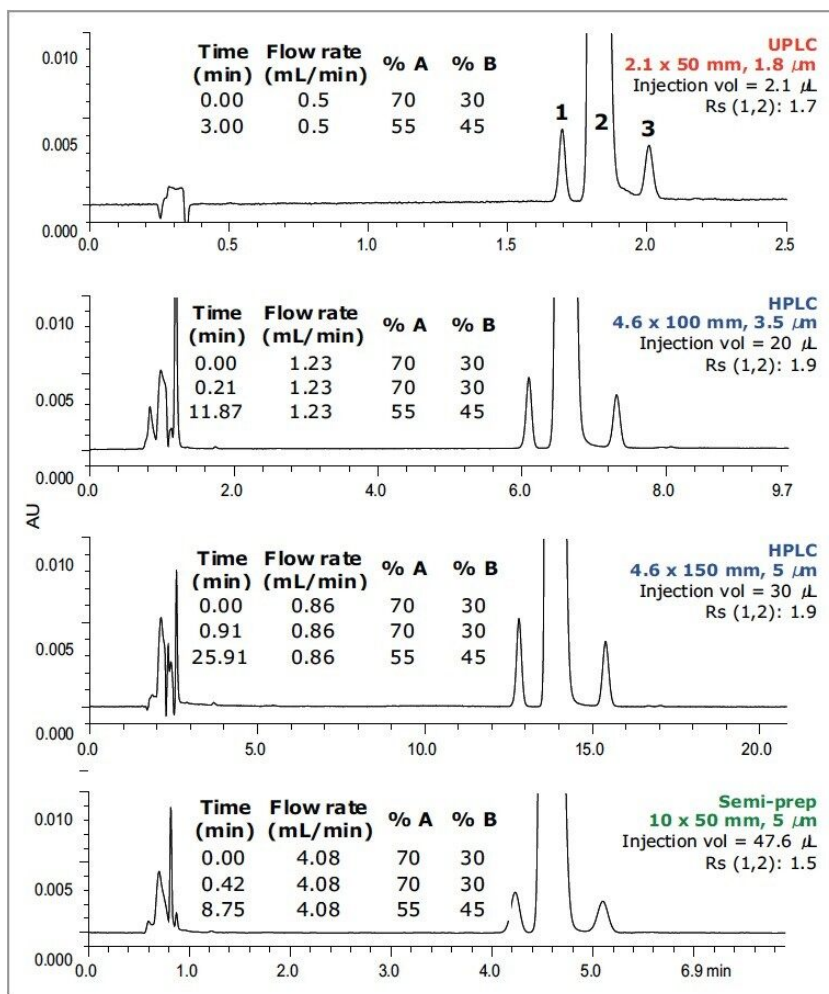 0.010
0.005
0.000
Time Flow rate % A % B
(min) (mL/min)
0.00 0.5 70 30
3.00 0.5 55 45
UPLC
2.1 x 50 mm, 1.8 µm
Injection vol = 2.1 µL
Rs (1,2): 1.7
1 2 3
0.0 0.5 1.0 1.5 2.0 2.5
0.010
0.005
0.000
Time Flow rate % A % B
(min) (mL/min)
0.00 1.23 70 30
0.21 1.23 70 30
11.87 1.23 55 45
HPLC
4.6 x 100 mm, 3.5 µm
Injection vol = 20 µL
Rs (1,2): 1.9
0.0 2.0 4.0 6.0 8.0 9.7
AU
0.010
0.005
0.000
Time Flow rate % A % B
(min) (mL/min)
0.00 0.86 70 30
0.91 0.86 70 30
25.91 0.86 55 45
HPLC
4.6 x 150 mm, 5 µm
Injection vol = 30 µL
Rs (1,2): 1.9
0.0 5.0 10.0 15.0 20.0
0.010
0.005
0.000
Time Flow rate % A % B
(min) (mL/min)
0.00 4.08 70 30
0.42 4.08 70 30
8.75 4.08 55 45
Semi-prep
10 x 50 mm, 5 µm
Injection vol = 47.6 µL
Rs (1,2): 1.5
0.0 1.0 2.0 3.0 4.0 5.0 6.9 min